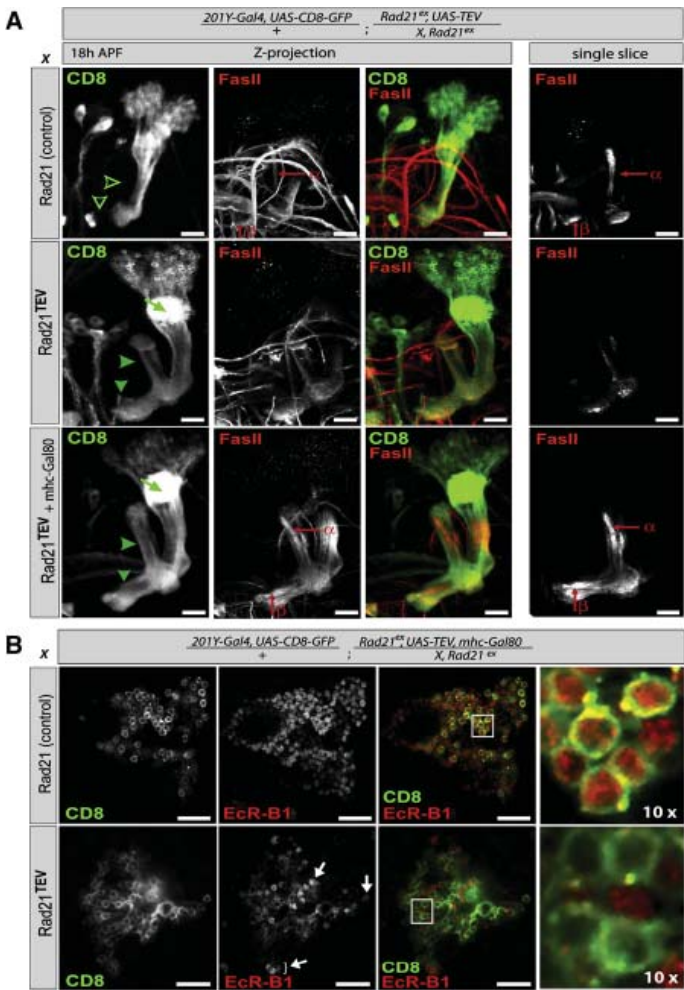 A
201Y-Gal4, UAS-CD8-GFP
+
;
Rad21ex, UAS-TEV
X, Rad21ex
x
18h APF
Z-projection
single slice
Rad21 (control)
CD8
FasII
α
β
CD8
FasII
FasII
α
β
Rad21TEV
CD8
FasII
CD8
FasII
FasII
Rad21TEV + mhc-Gal80
CD8
FasII
α
β
CD8
FasII
FasII
α
β
B
201Y-Gal4, UAS-CD8-GFP
+
;
Rad21ex, UAS-TEV, mhc-Gal80
X, Rad21ex
x
Rad21 (control)
CD8
EcR-B1
CD8
EcR-B1
10 x
Rad21TEV
CD8
EcR-B1
]
CD8
EcR-B1
10 x